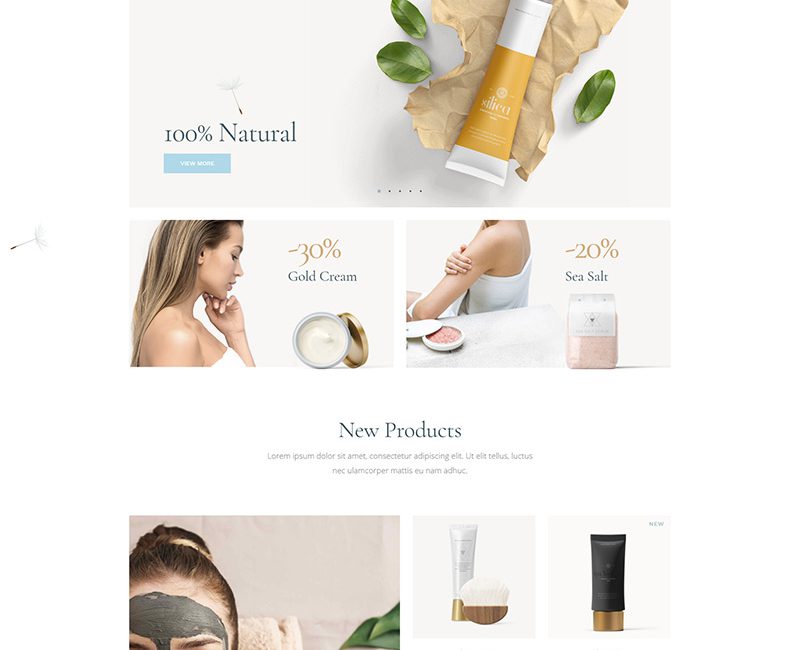 silica
100% Natural
VIEW MORE
-30%
Gold Cream
-20%
Sea Salt
New Products
Lorem ipsum dolor sit amet, consectetur adipiscing elit. Ut elit tellus, luctus
nec ulamcorper mattis eu nam adhuc.
NEW